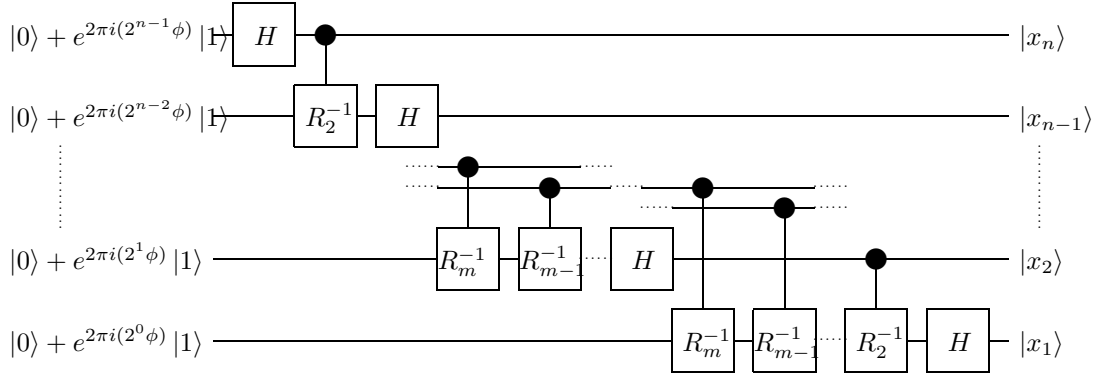 |0⟩ + e^{2πi(2^{n−1}ϕ)} |1⟩ H |x_n⟩
|0⟩ + e^{2πi(2^{n−2}ϕ)} |1⟩ R_2^{−1} H |x_{n−1}⟩
|0⟩ + e^{2πi(2^1ϕ)} |1⟩ R_m^{−1} R_{m−1}^{−1} H |x_2⟩
|0⟩ + e^{2πi(2^0ϕ)} |1⟩ R_m^{−1} R_{m−1}^{−1} R_2^{−1} H |x_1⟩